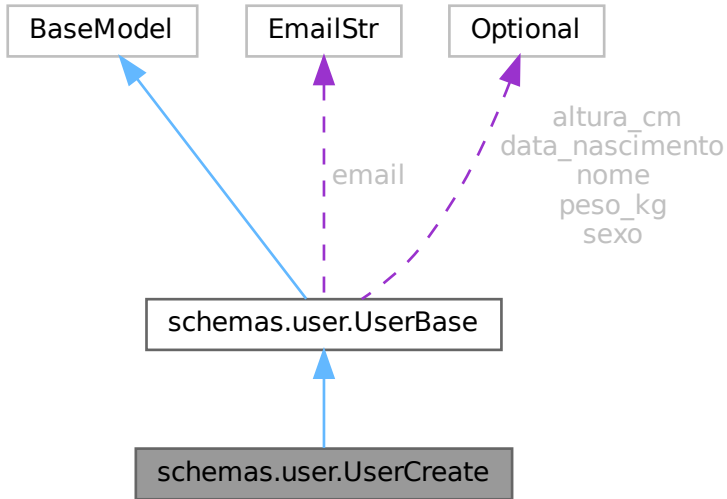 BaseModel
EmailStr
Optional
altura_cm
data_nascimento
nome
peso_kg
sexo
email
schemas.user.UserBase
schemas.user.UserCreate